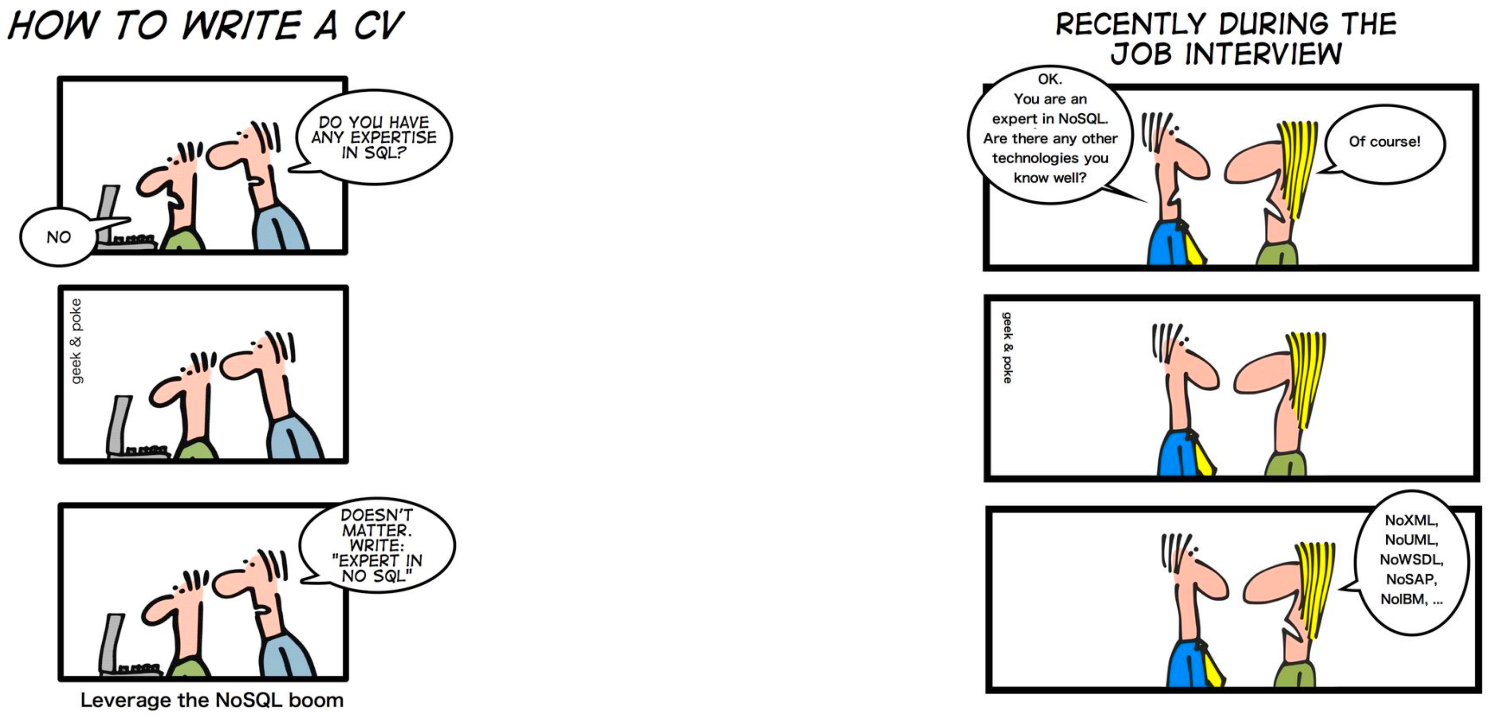 HOW TO WRITE A CV
DO YOU HAVE
ANY EXPERTISE
IN SQL?
NO
geek & poke
DOESN'T
MATTER.
WRITE:
"EXPERT IN
NO SQL"
Leverage the NoSQL boom
RECENTLY DURING THE
JOB INTERVIEW
OK.
You are an
expert in NoSQL.
Are there any other
technologies you
know well?
Of course!
geek & poke
NoXML,
NoUML,
NoWSDL,
NoSAP,
NoIBM, ...